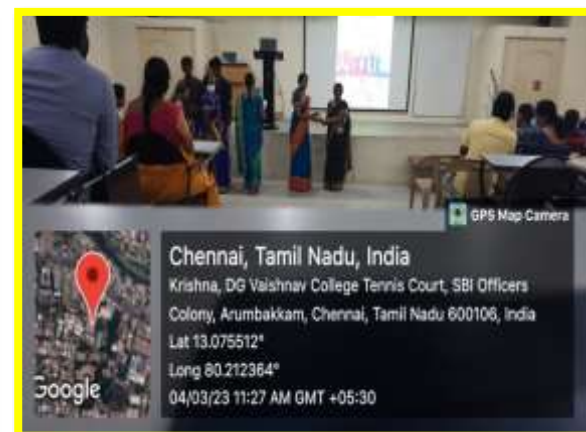 GPS Map Camera
Chennai, Tamil Nadu, India
Krishna, DG Vaishnav College Tennis Court, SBI Officers
Colony, Arumbakkam, Chennai, Tamil Nadu 600106, India
Lat 13.075512°
Long 80.212364°
04/03/23 11:27 AM GMT +05:30
Google